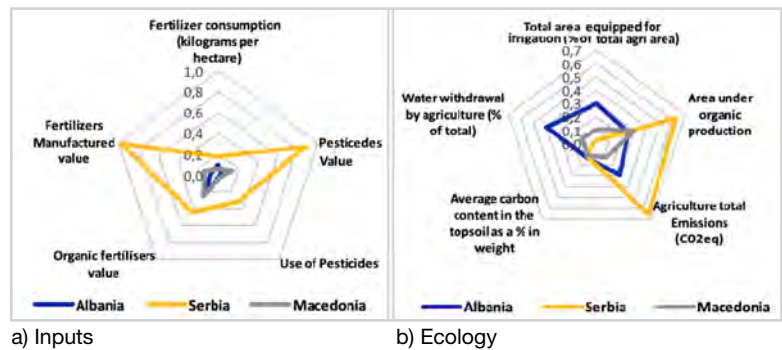 Fertilizer consumption
(kilograms per
hectare)
1,0
0,8
0,6
0,4
0,2
0,0
Pesticedes
Value
Use of Pesticides
Organic fertilisers
value
Fertilizers
Manufactured
value
Albania
Serbia
Macedonia
Total area equipped for
irrigation (% of total agri area)
0,7
0,6
0,5
0,4
0,3
0,2
0,1
0,0
Area under
organic
production
Agriculture total
Emissions
(CO2eq)
Average carbon
content in the
topsoil as a % in
weight
Water withdrawal
by agriculture (%
of total)
Albania
Serbia
Macedonia
a) Inputs
b) Ecology